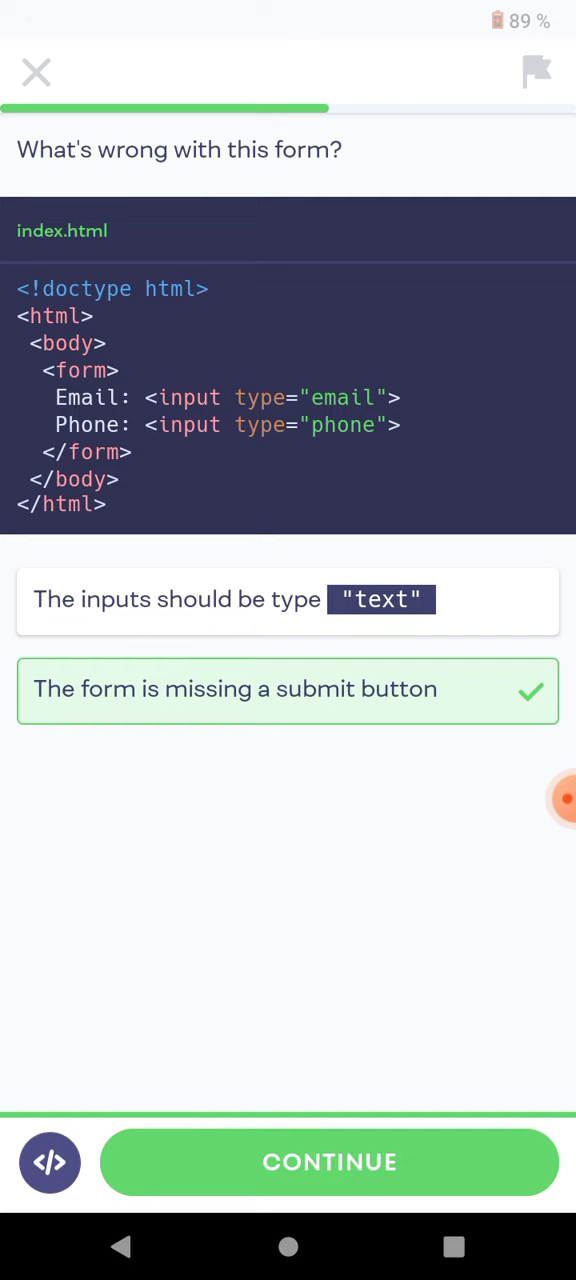 89 %
What's wrong with this form?
index.html
<!doctype html>
<html>
<body>
<form>
Email: <input type="email">
Phone: <input type="phone">
</form>
</body>
</html>
The inputs should be type "text"
The form is missing a submit button
</>
CONTINUE